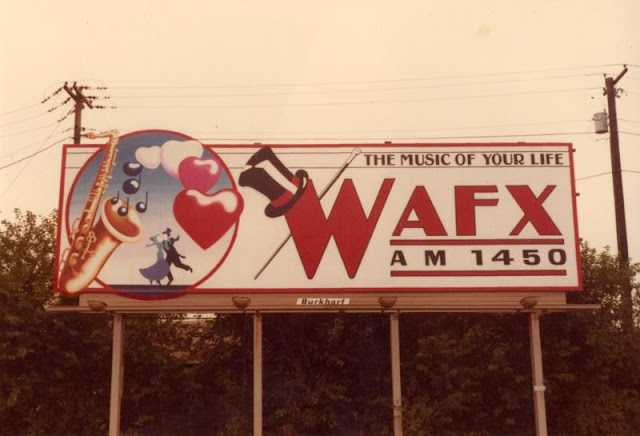 THE MUSIC OF YOUR LIFE
WAFX
AM 1450
Burkhart